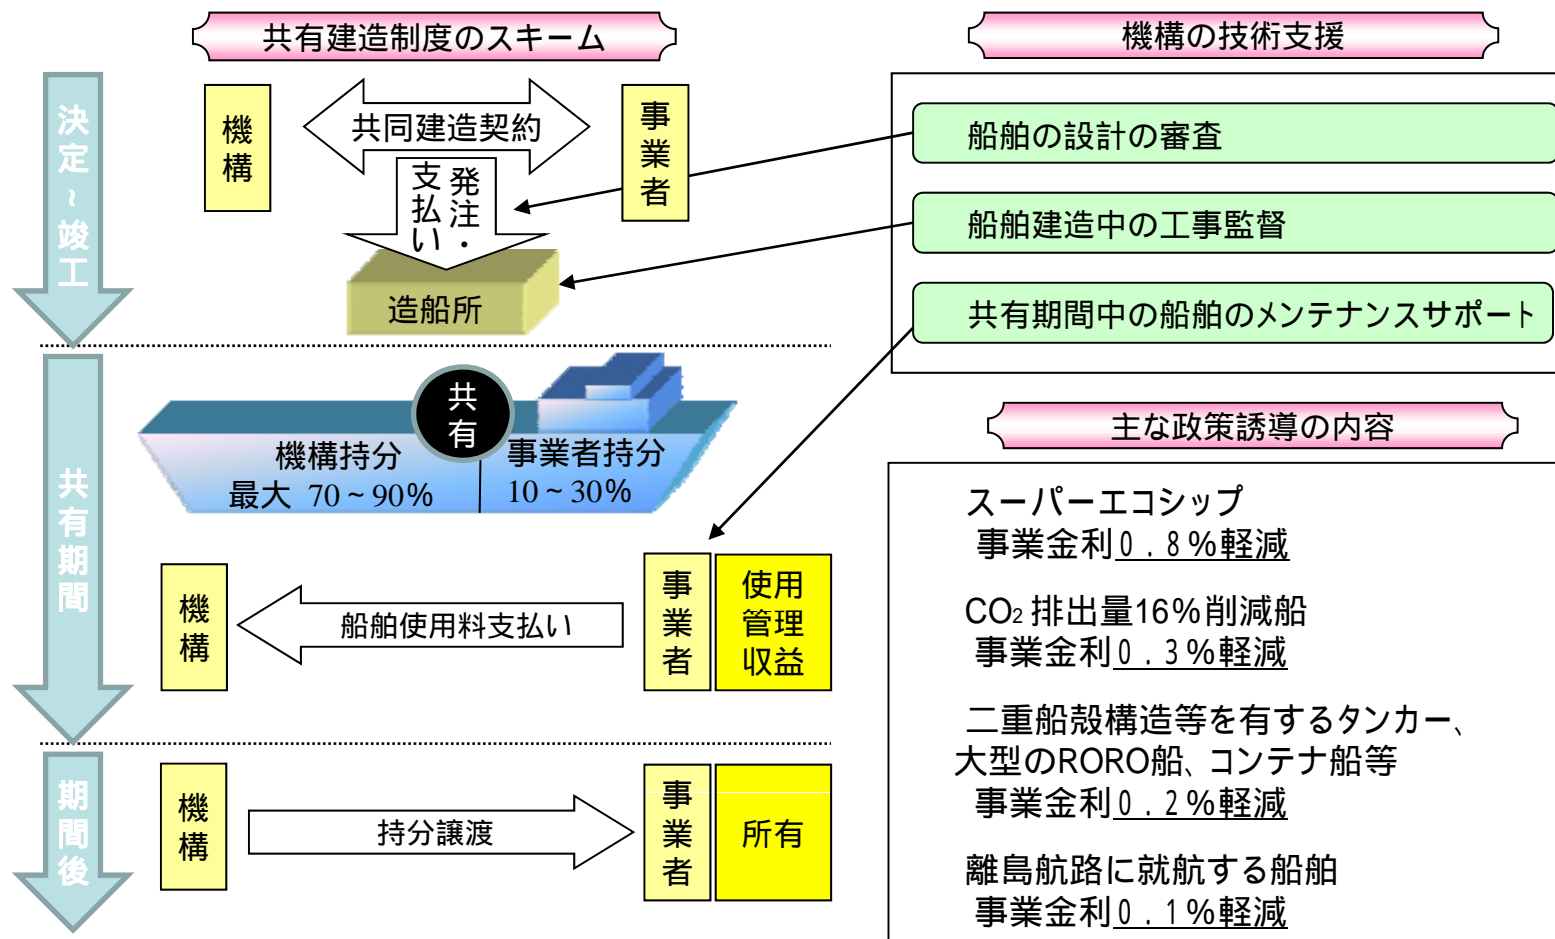 共有建造制度のスキーム
決定～竣工
機構
共同建造契約
事業者
発注・
支払い
造船所
共有期間
共有
機構持分
最大 70～90%
事業者持分
10～30%
機構
船舶使用料支払い
事業者
使用
管理
収益
期間後
機構
持分譲渡
事業者
所有
機構の技術支援
船舶の設計の審査
船舶建造中の工事監督
共有期間中の船舶のメンテナンスサポート
主な政策誘導の内容
スーパーエコシップ
事業金利0.8%軽減
CO₂排出量16%削減船
事業金利0.3%軽減
二重船殻構造等を有するタンカー、
大型のRORO船、コンテナ船等
事業金利0.2%軽減
離島航路に就航する船舶
事業金利0.1%軽減